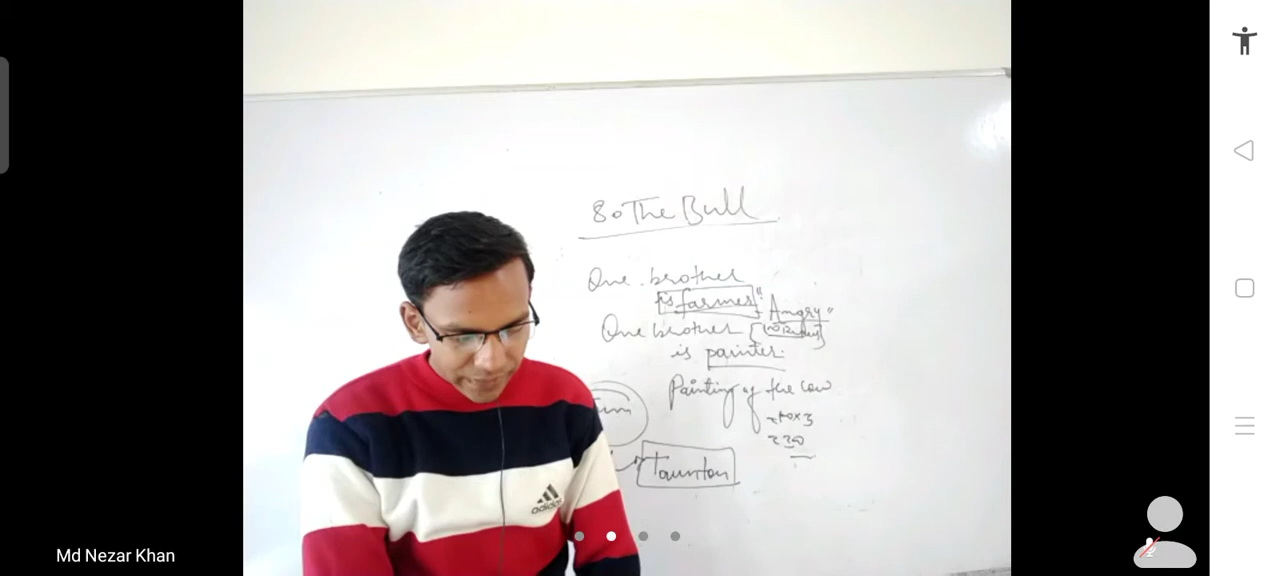 8. The Bull
One brother
is farmer"
Angry"
One brother
is painter.
Painting of the cow
Taunton
adidas
Md Nezar Khan